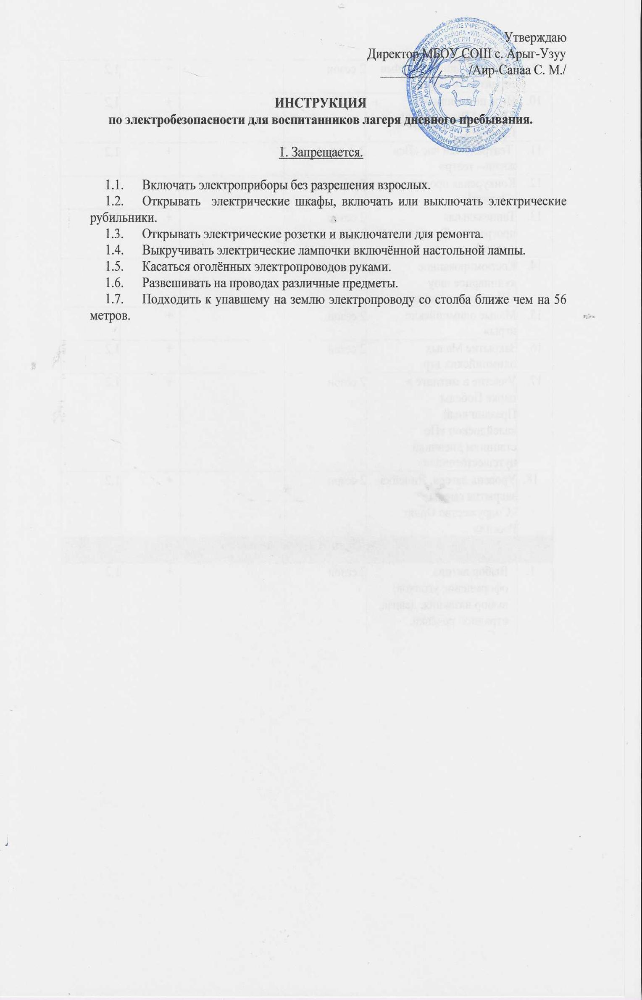 Утверждаю
Директор МБОУ СОШ с. Арыг-Узуу
/Аир-Санаа С. М./
ИНСТРУКЦИЯ
по электробезопасности для воспитанников лагеря дневного пребывания.
1. Запрещается.
1.1. Включать электроприборы без разрешения взрослых.
1.2. Открывать электрические шкафы, включать или выключать электрические
рубильники.
1.3. Открывать электрические розетки и выключатели для ремонта.
1.4. Выкручивать электрические лампочки включённой настольной лампы.
1.5. Касаться оголённых электропроводов руками.
1.6. Развешивать на проводах различные предметы.
1.7. Подходить к упавшему на землю электропроводу со столба ближе чем на 56
метров.